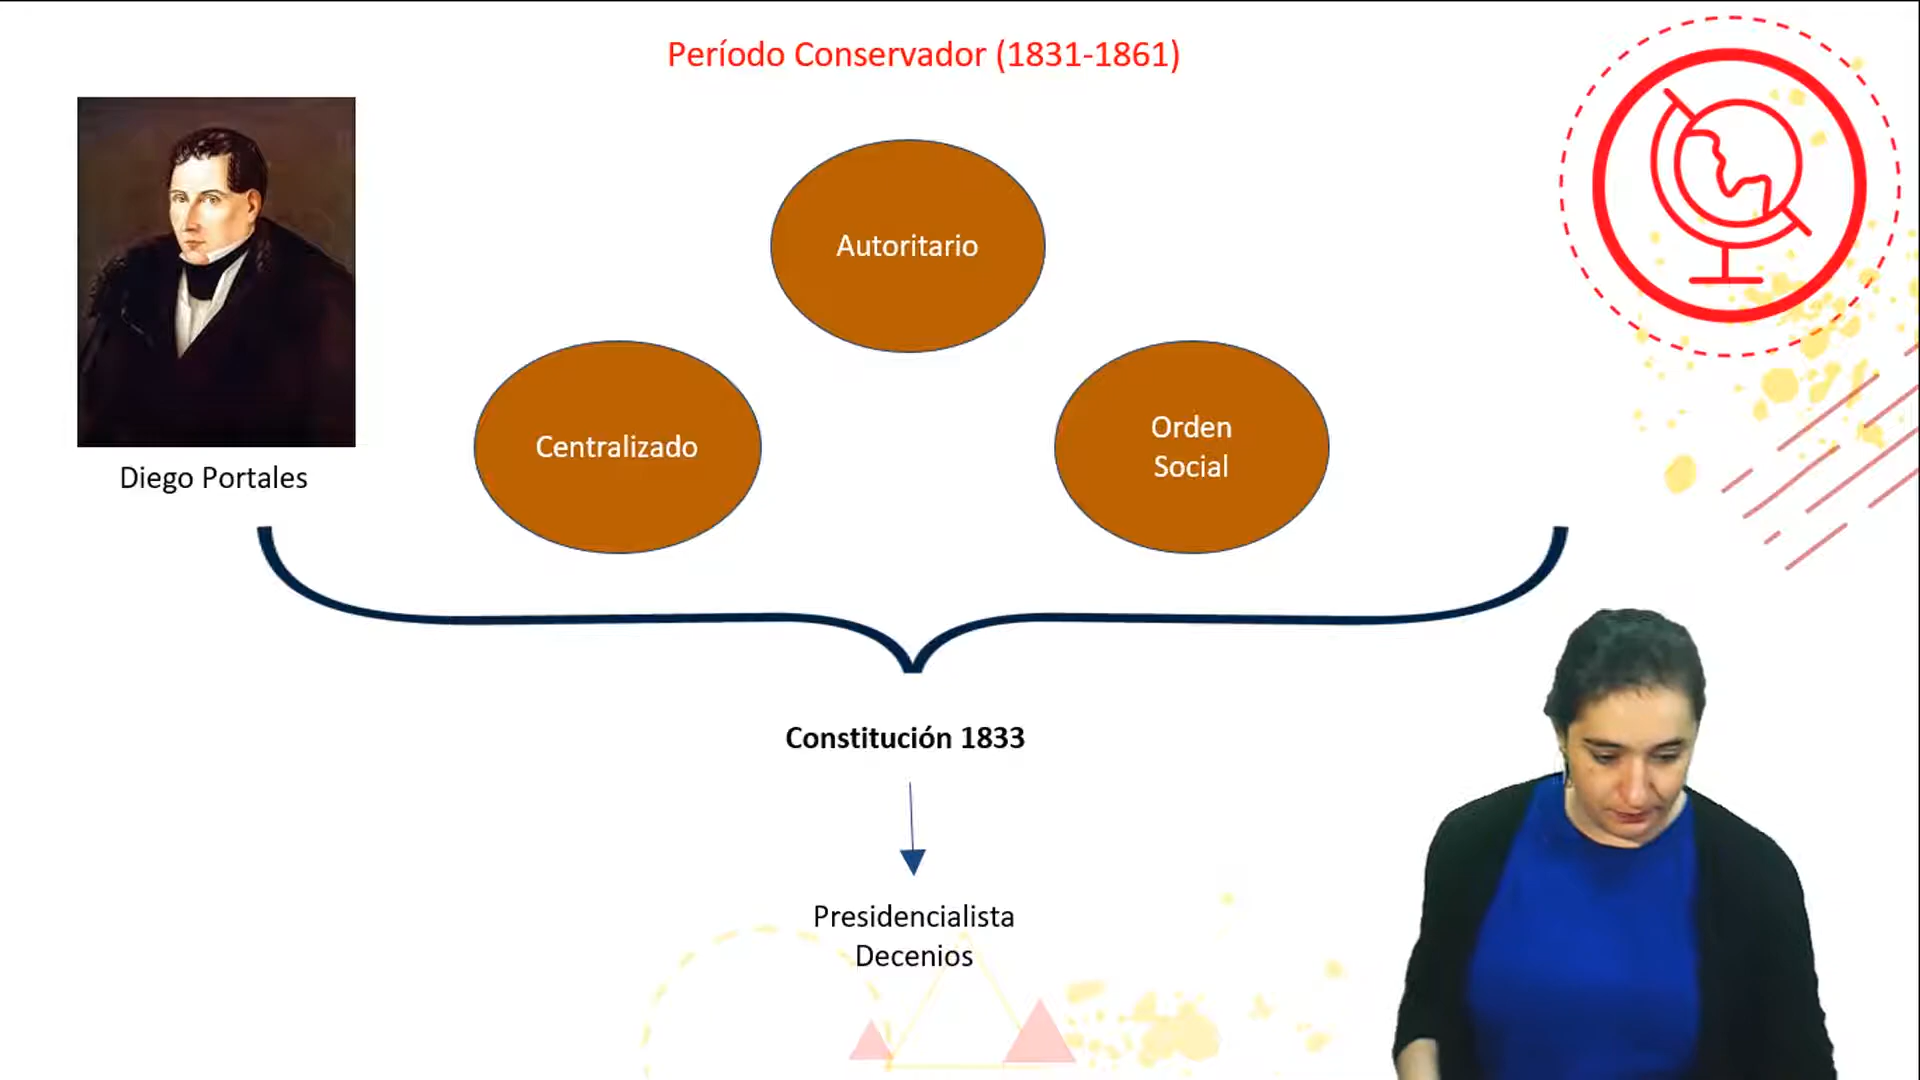 Período Conservador (1831-1861)
Autoritario
Centralizado
Orden
Social
Diego Portales
Constitución 1833
Presidencialista
Decenios